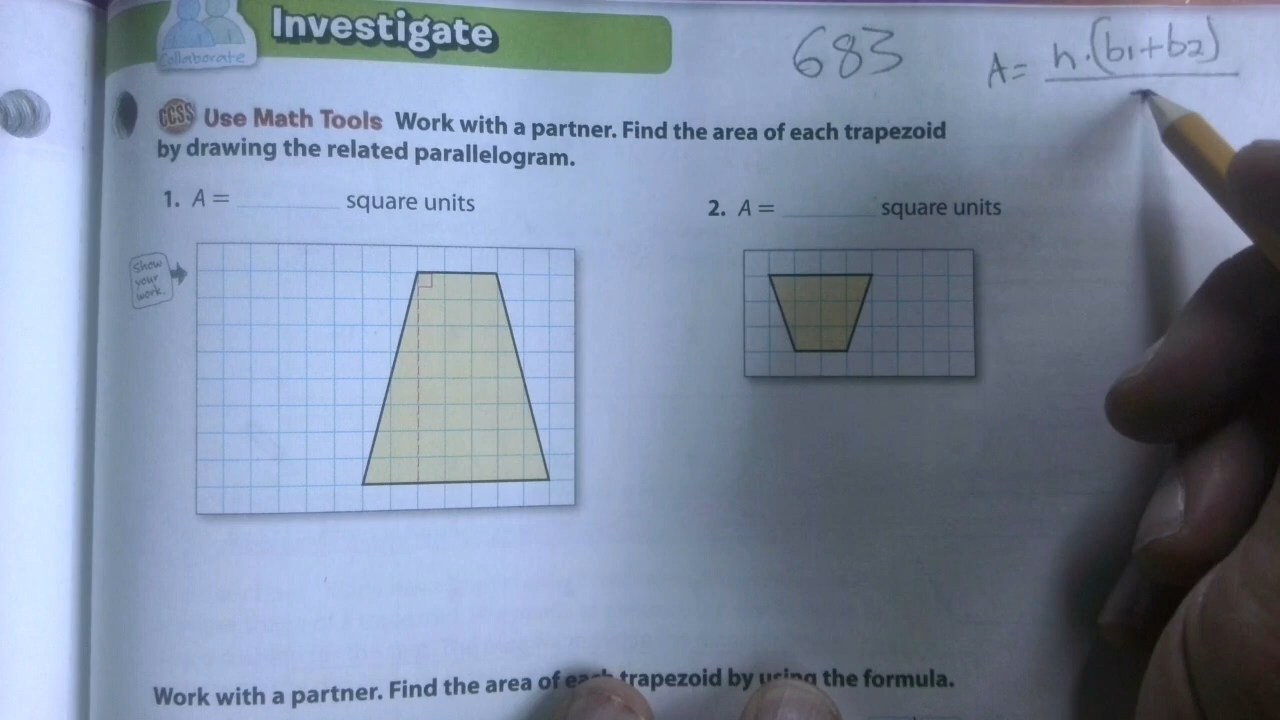 Investigate
Collaborate
683
A = h·(b1+b2)
CCSS Use Math Tools Work with a partner. Find the area of each trapezoid
by drawing the related parallelogram.
1. A = ________ square units
2. A = ________ square units
Show
your
work.
Work with a partner. Find the area of each trapezoid by using the formula.